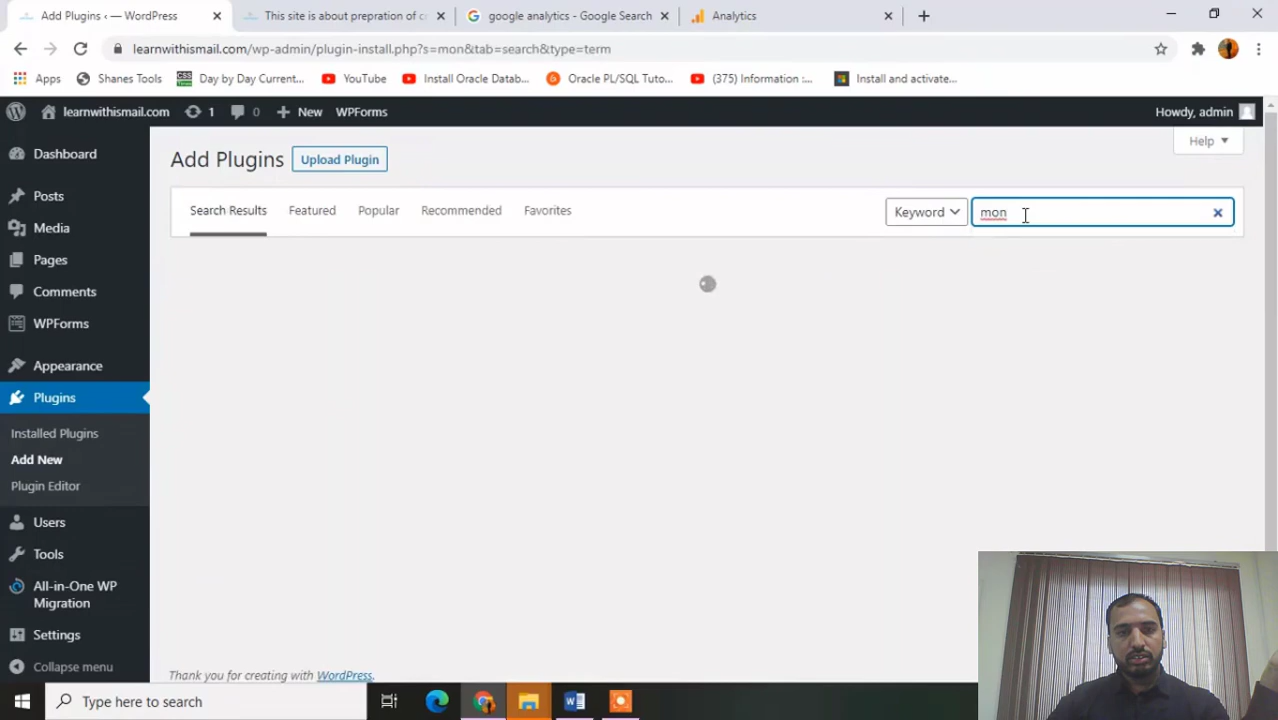 Add Plugins ‹ — WordPress
This site is about prepration of co
google analytics - Google Search
Analytics
learnwithismail.com/wp-admin/plugin-install.php?s=mon&tab=search&type=term
Apps
Shanes Tools
CSS
Day by Day Current...
YouTube
Install Oracle Datab...
Oracle PL/SQL Tuto...
(375) Information :...
Install and activate...
learnwithismail.com
1
0
New
WPForms
Howdy, admin
Dashboard
Posts
Media
Pages
Comments
WPForms
Appearance
Plugins
Installed Plugins
Add New
Plugin Editor
Users
Tools
All-in-One WP
Migration
Settings
Collapse menu
Help
Add Plugins
Upload Plugin
Search Results
Featured
Popular
Recommended
Favorites
Keyword
mon
Thank you for creating with WordPress.
Type here to search